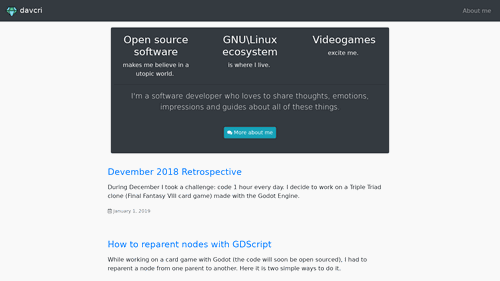 davcri
About me
Open source
software
makes me believe in a
utopic world.
GNU\Linux
ecosystem
is where I live.
Videogames
excite me.
I'm a software developer who loves to share thoughts, emotions,
impressions and guides about all of these things.
More about me
Devember 2018 Retrospective
During December I took a challenge: code 1 hour every day. I decide to work on a Triple Triad
clone (Final Fantasy VIII card game) made with the Godot Engine.
January 1, 2019
How to reparent nodes with GDScript
While working on a card game with Godot (the code will soon be open sourced), I had to
reparent a node from one parent to another. Here it is two simple ways to do it.